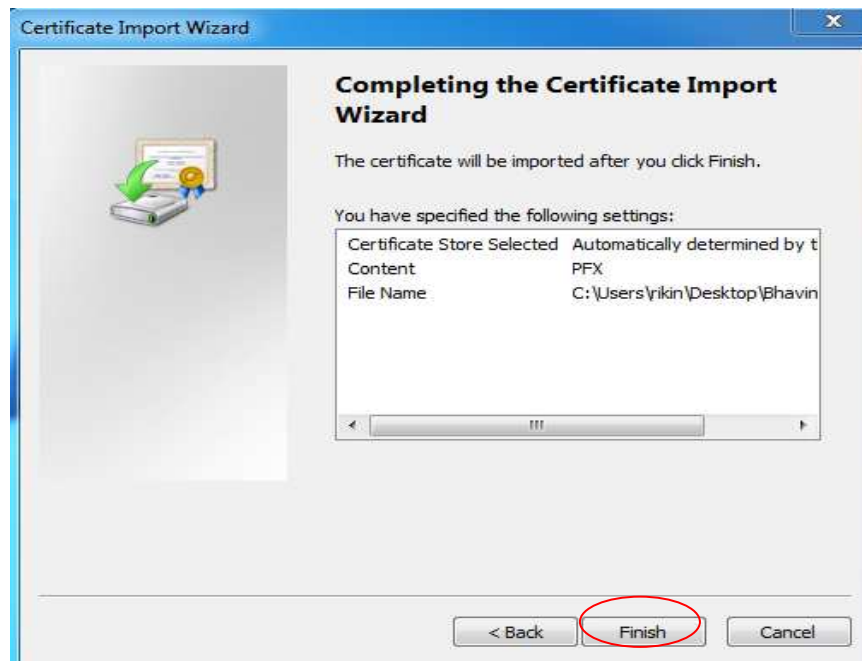 Certificate Import Wizard
Completing the Certificate Import
Wizard
The certificate will be imported after you click Finish.
You have specified the following settings:
Certificate Store Selected Automatically determined by t
Content PFX
File Name C:\Users\rikin\Desktop\Bhavin
< Back Finish Cancel